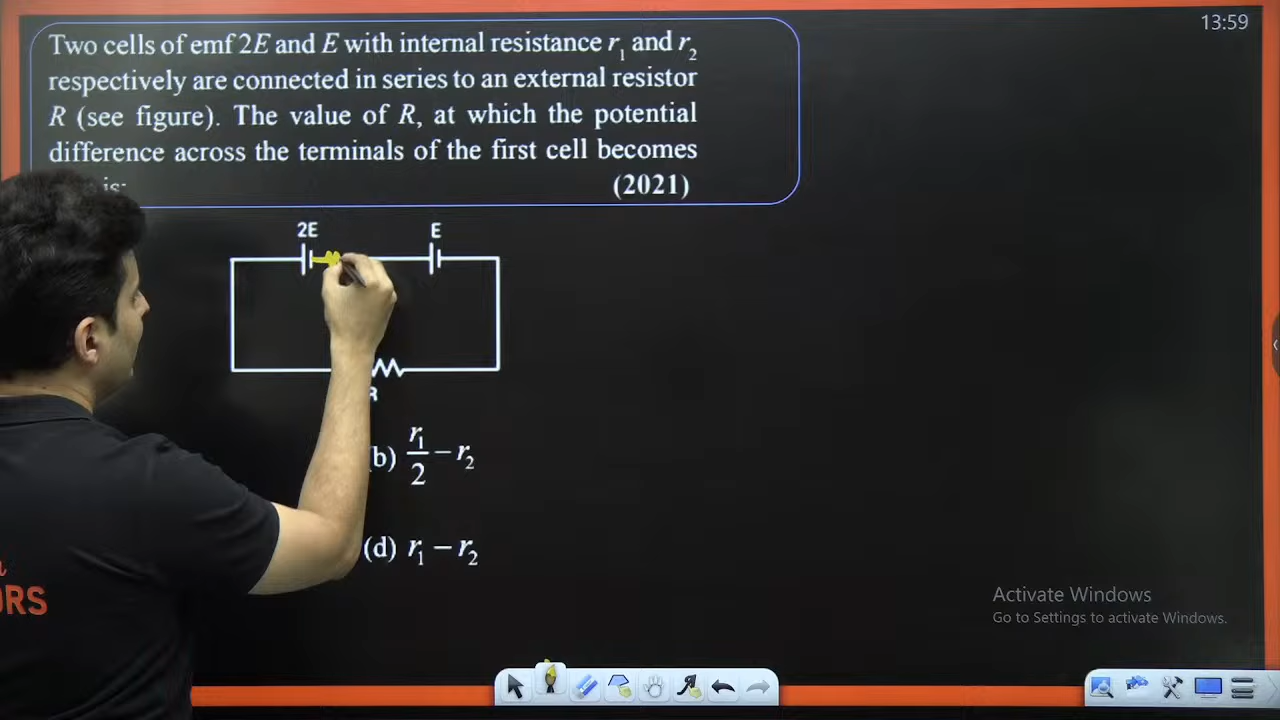 13:59
Two cells of emf 2E and E with internal resistance r₁ and r₂
respectively are connected in series to an external resistor
R (see figure). The value of R, at which the potential
difference across the terminals of the first cell becomes
is: (2021)
2E E
R
(b) r₁/2 − r₂
(d) r₁ − r₂
ORS
Activate Windows
Go to Settings to activate Windows.